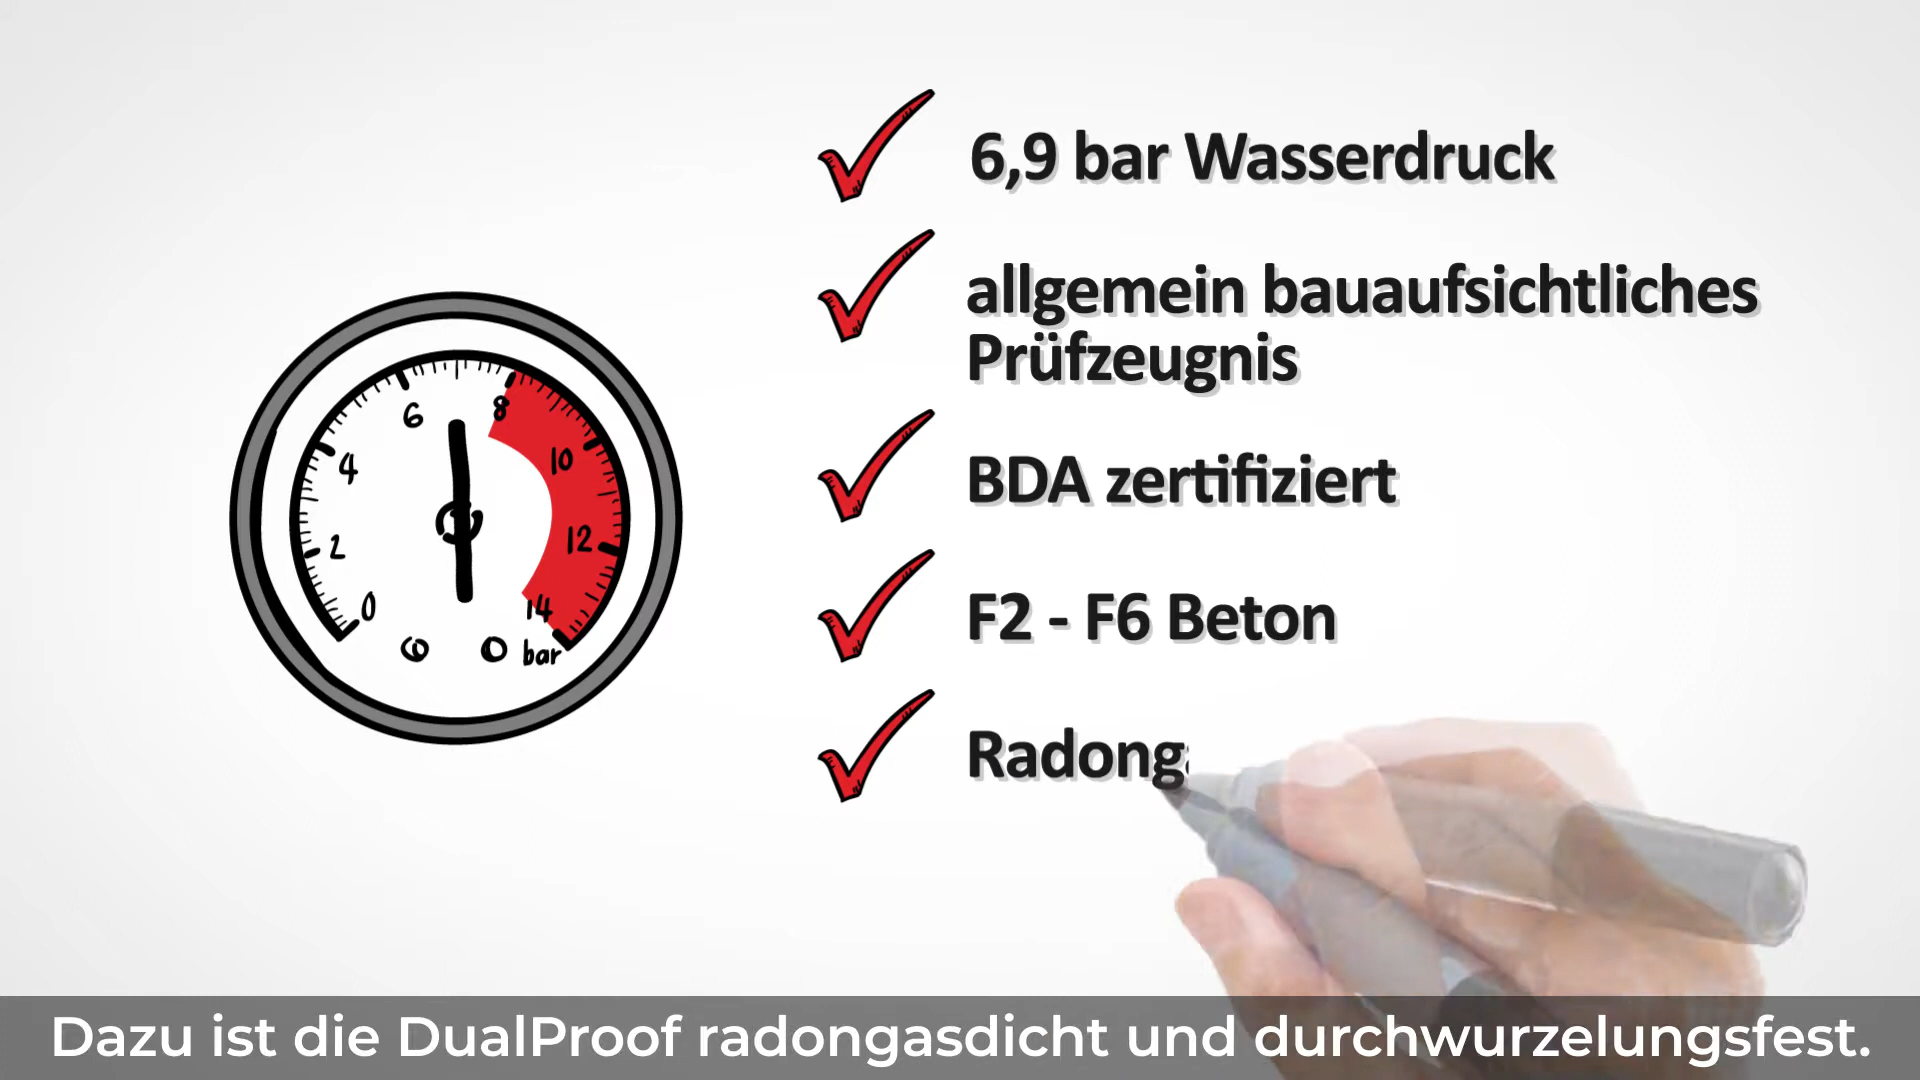 6,9 bar Wasserdruck
allgemein bauaufsichtliches
Prüfzeugnis
BDA zertifiziert
F2 - F6 Beton
Radong
0
2
4
6
8
10
12
14
bar
Dazu ist die DualProof radongasdicht und durchwurzelungsfest.